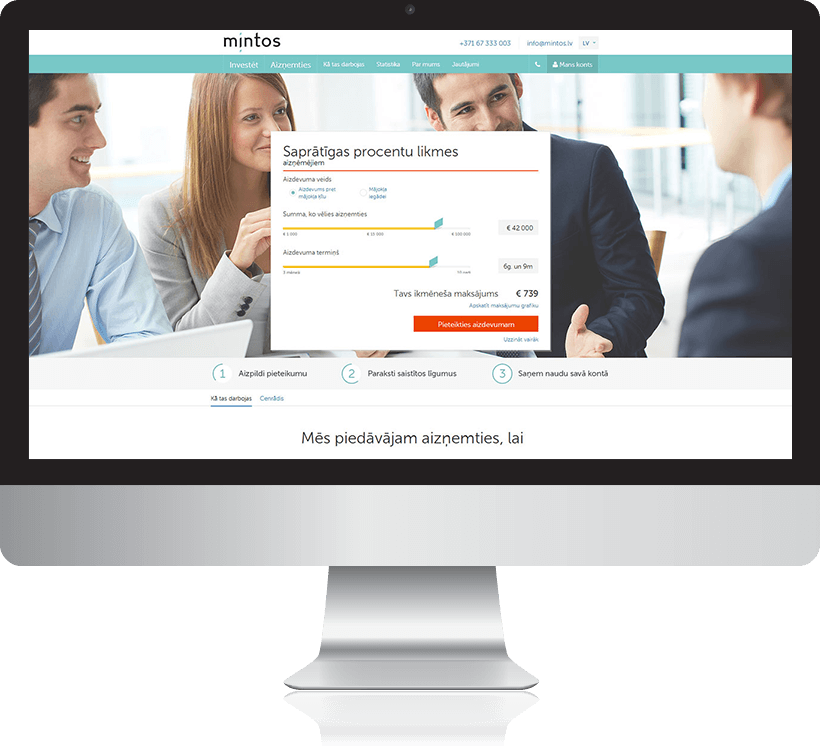 mintos
+371 67 333 003 info@mintos.lv LV
Investēt Aizņemties Kā tas darbojas Statistika Par mums Jautājumi Mans konts
Saprātīgas procentu likmes
aizņēmējiem
Aizdevuma veids
Aizdevums pret
mājokļa ķīlu
Mājokļa
iegādei
Summa, ko vēlies aizņemties
€ 42 000
€ 1 000 € 10 000 € 100 000
Aizdevuma termiņš
6g. un 9m
3 mēneši 10 gadi
Tavs ikmēneša maksājums € 739
Apskatīt maksājumu grafiku
Pieteikties aizdevumam
Uzzināt vairāk
1 Aizpildi pieteikumu 2 Paraksti saistītos līgumus 3 Saņem naudu savā kontā
Kā tas darbojas Cenrādis
Mēs piedāvājam aizņemties, lai